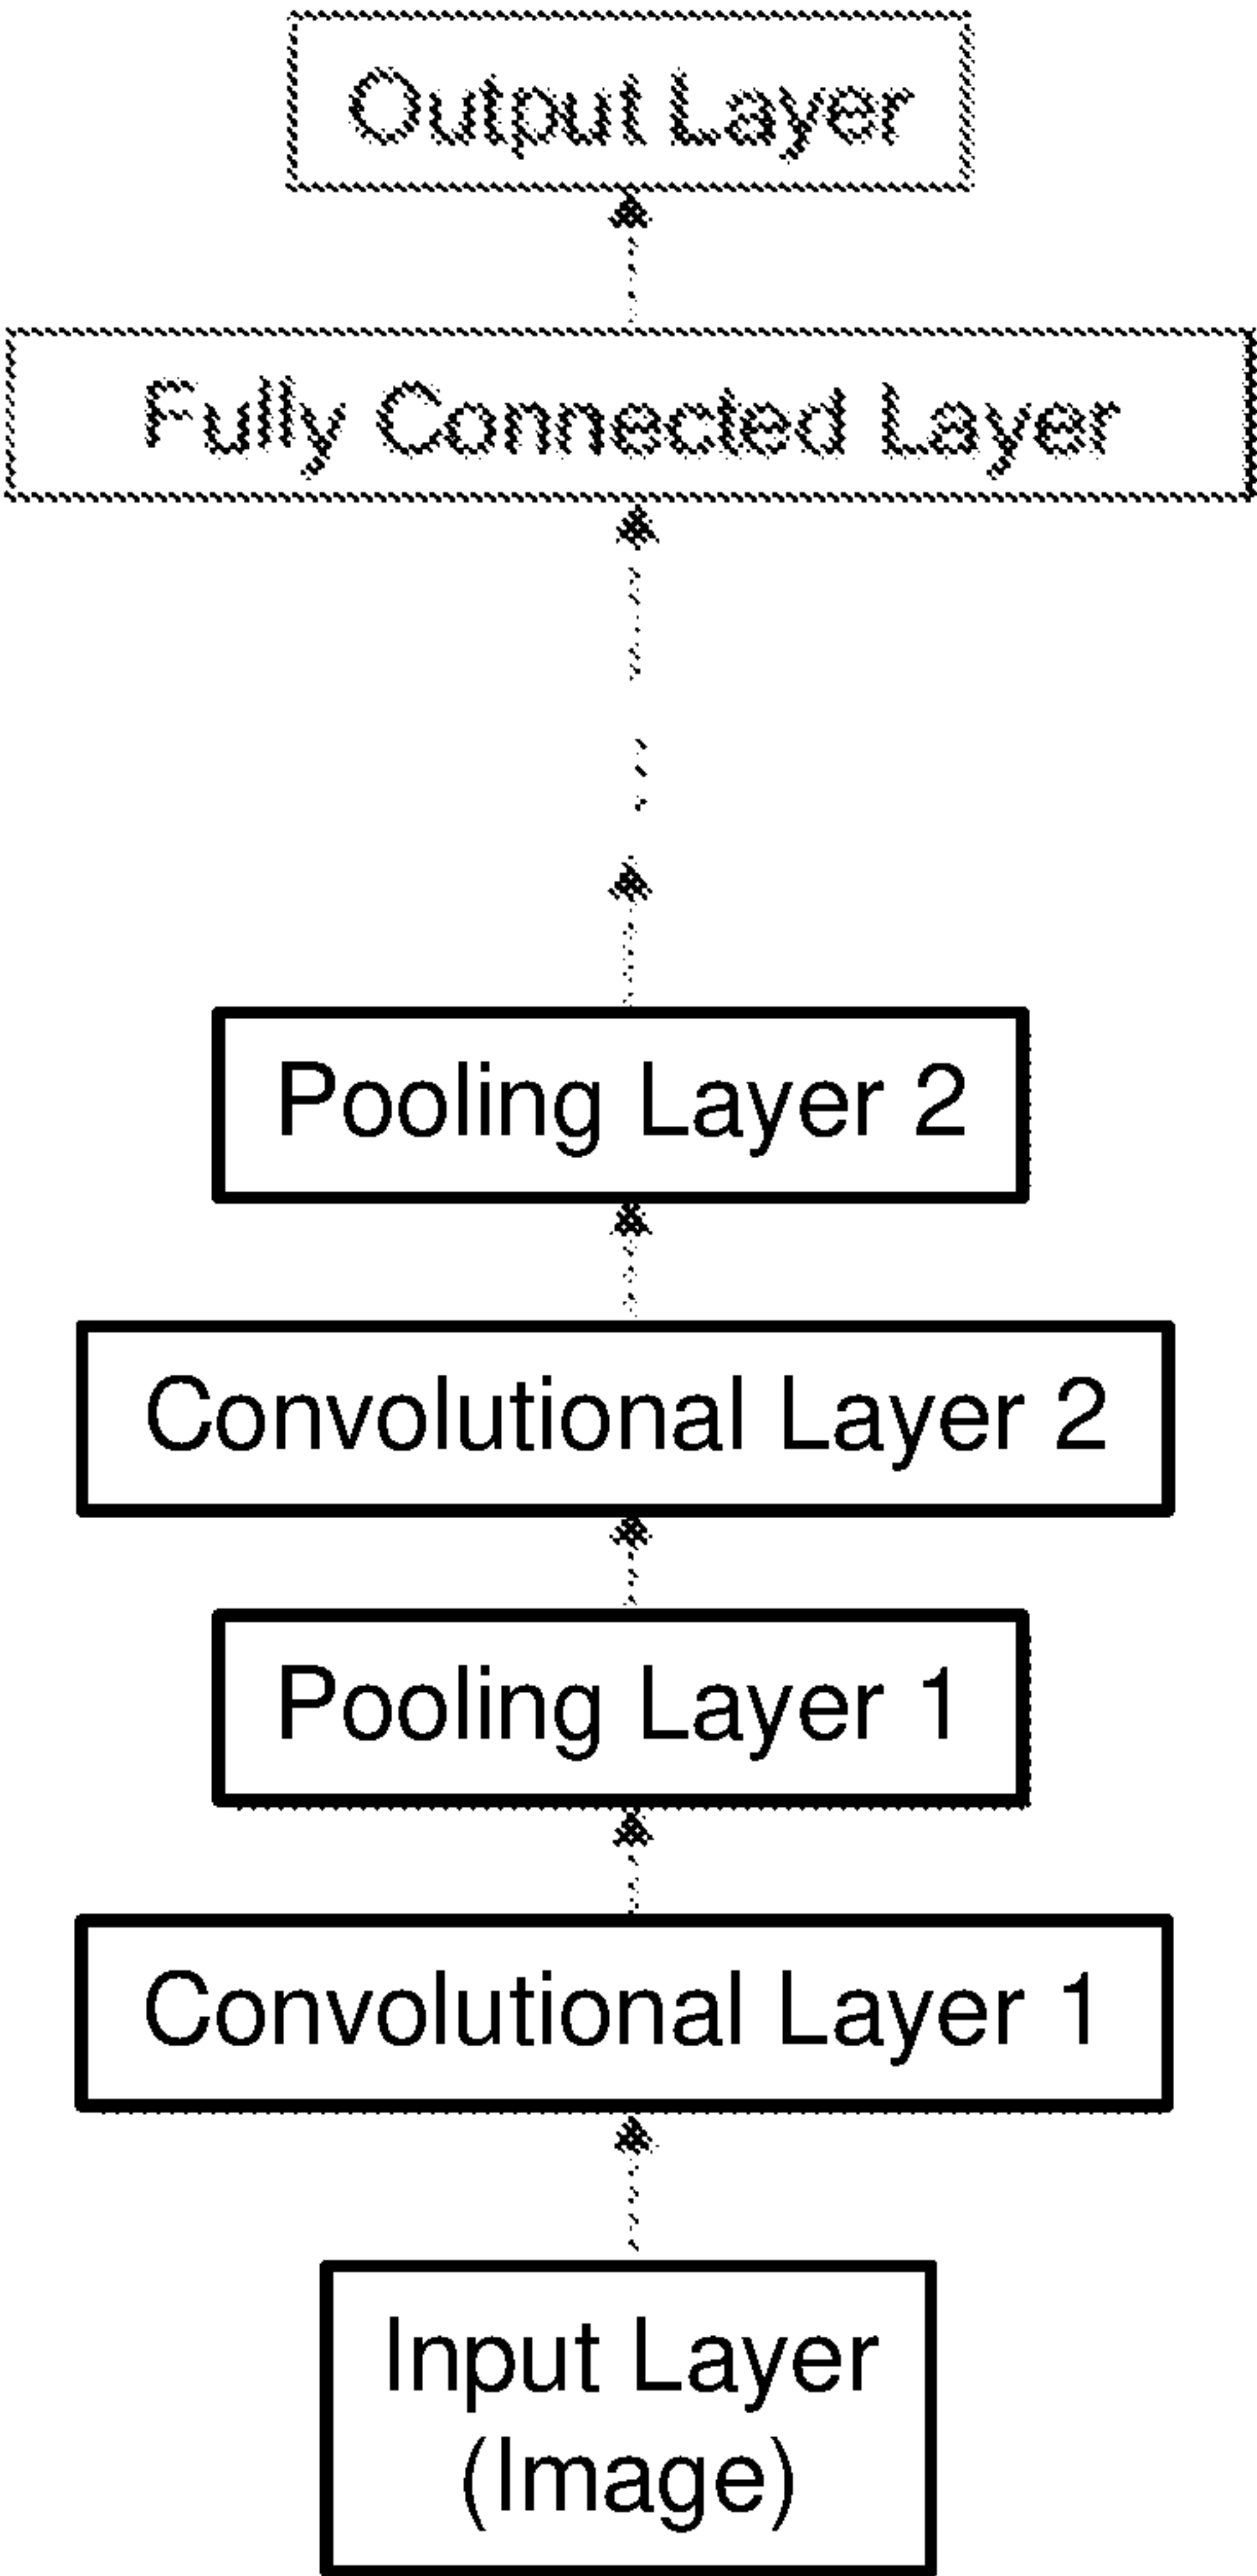 Output Layer
Fully Connected Layer
Pooling Layer 2
Convolutional Layer 2
Pooling Layer 1
Convolutional Layer 1
Input Layer
(Image)